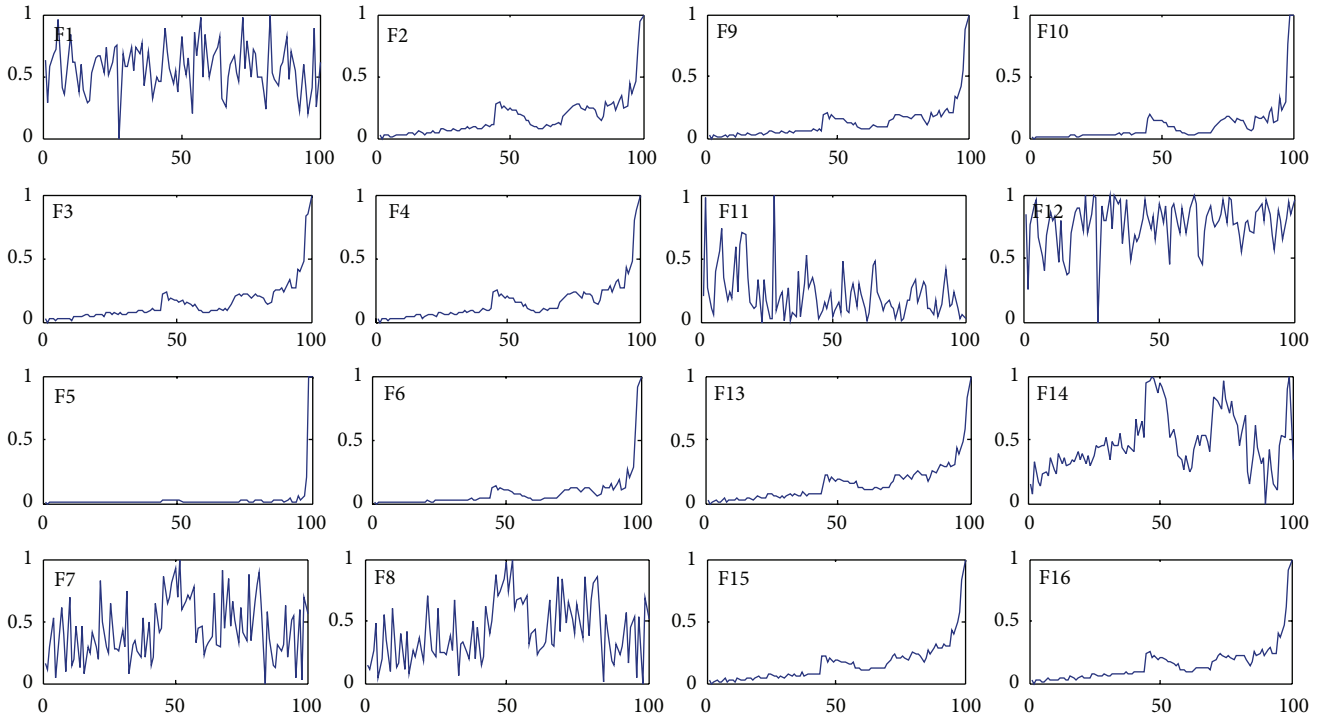 1 F1 0.5 0 0 50 100
1 F2 0.5 0 0 50 100
1 F9 0.5 0 0 50 100
1 F10 0.5 0 0 50 100
1 F3 0.5 0 0 50 100
1 F4 0.5 0 0 50 100
1 F11 0.5 0 0 50 100
1 F12 0.5 0 0 50 100
1 F5 0.5 0 0 50 100
1 F6 0.5 0 0 50 100
1 F13 0.5 0 0 50 100
1 F14 0.5 0 0 50 100
1 F7 0.5 0 0 50 100
1 F8 0.5 0 0 50 100
1 F15 0.5 0 0 50 100
1 F16 0.5 0 0 50 100